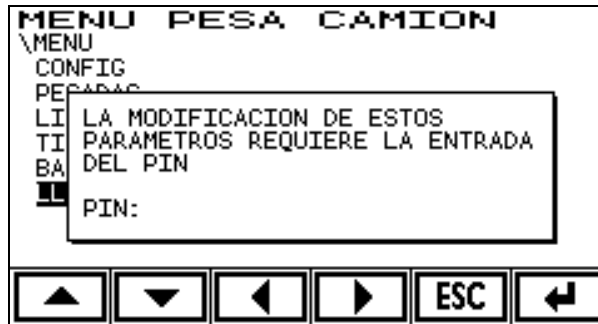 MENU PESA CAMION
\MENU
CONFIG
LA MODIFICACION DE ESTOS
PARAMETROS REQUIERE LA ENTRADA
DEL PIN
PIN:
ESC